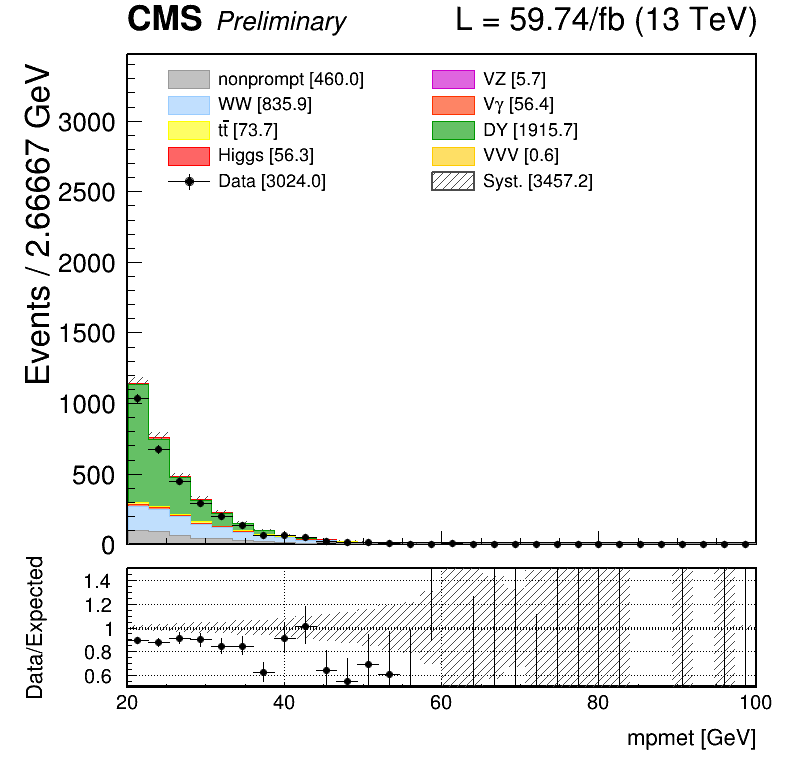 CMS Preliminary L = 59.74/fb (13 TeV)
Events / 2.66667 GeV
nonprompt [460.0] VZ [5.7]
WW [835.9] Vγ [56.4]
tt̄ [73.7] DY [1915.7]
Higgs [56.3] VVV [0.6]
Data [3024.0] Syst. [3457.2]
3000
2500
2000
1500
1000
500
0
Data/Expected
1.4
1.2
1
0.8
0.6
20 40 60 80 100
mpmet [GeV]